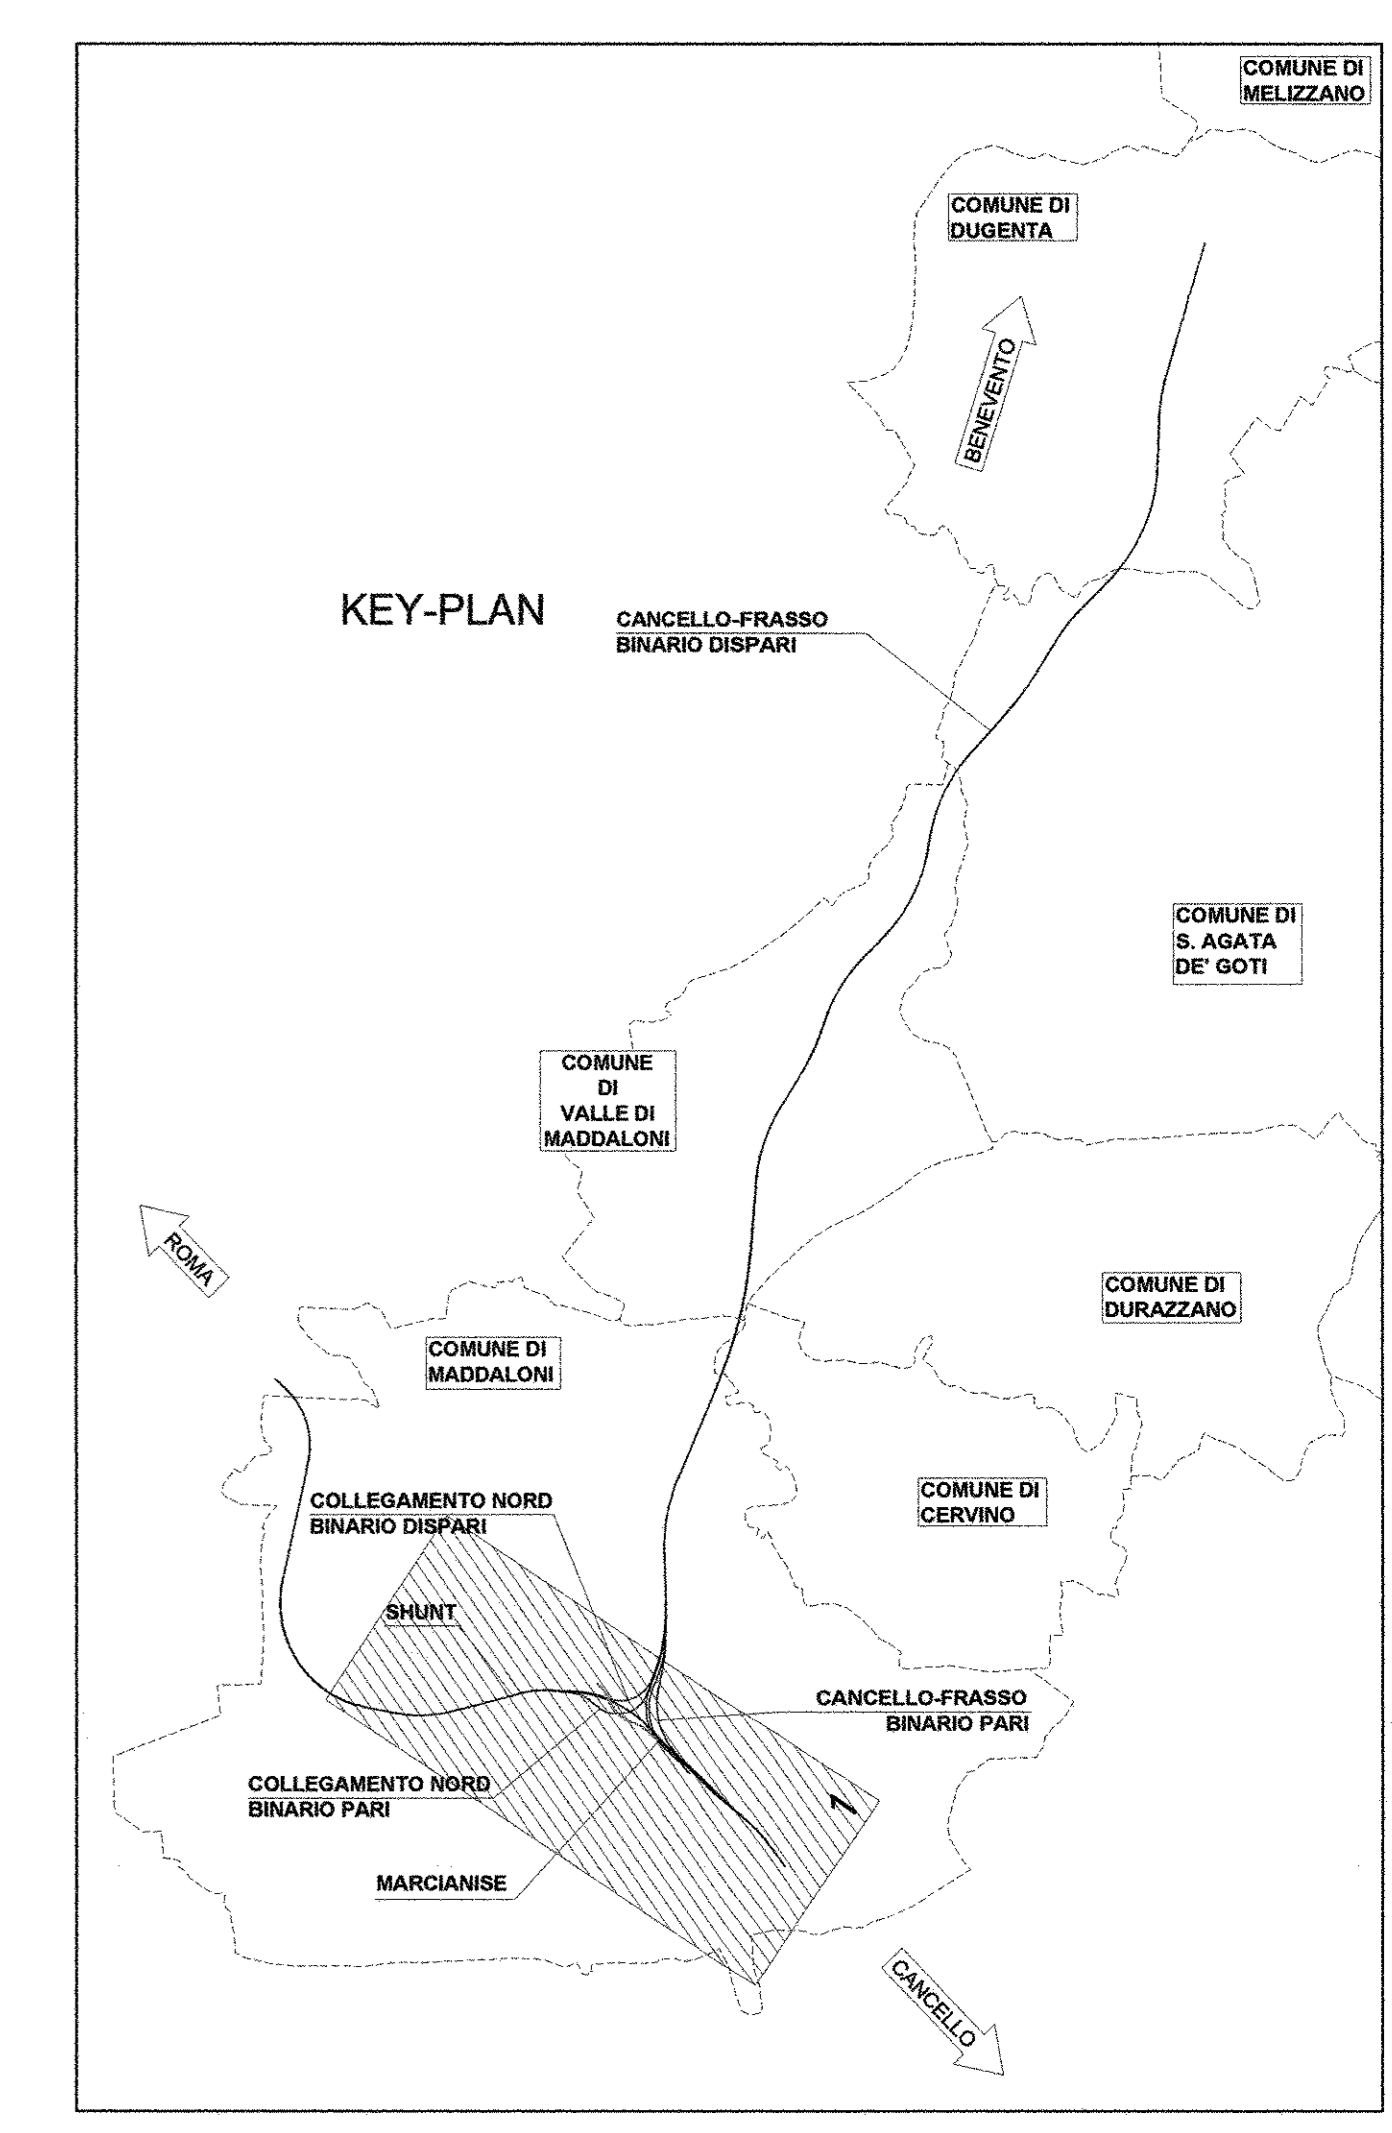 COMUNE DI
MELIZZANO
COMUNE DI
DUGENTA
BENEVENTO
KEY-PLAN
CANCELLO-FRASSO
BINARIO DISPARI
COMUNE DI
S. AGATA
DE' GOTI
COMUNE
DI
VALLE DI
MADDALONI
ROMA
COMUNE DI
DURAZZANO
COMUNE DI
MADDALONI
COMUNE DI
CERVINO
COLLEGAMENTO NORD
BINARIO DISPARI
SHUNT
CANCELLO-FRASSO
BINARIO PARI
COLLEGAMENTO NORD
BINARIO PARI
1
MARCIANISE
CANCELLO